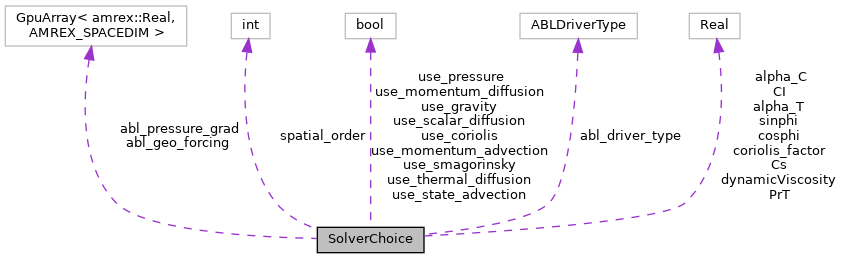 GpuArray< amrex::Real,
AMREX_SPACEDIM >
int
bool
ABLDriverType
Real
abl_pressure_grad
abl_geo_forcing
spatial_order
use_pressure
use_momentum_diffusion
use_gravity
use_scalar_diffusion
use_coriolis
use_momentum_advection
use_smagorinsky
use_thermal_diffusion
use_state_advection
abl_driver_type
alpha_C
CI
alpha_T
sinphi
cosphi
coriolis_factor
Cs
dynamicViscosity
PrT
SolverChoice